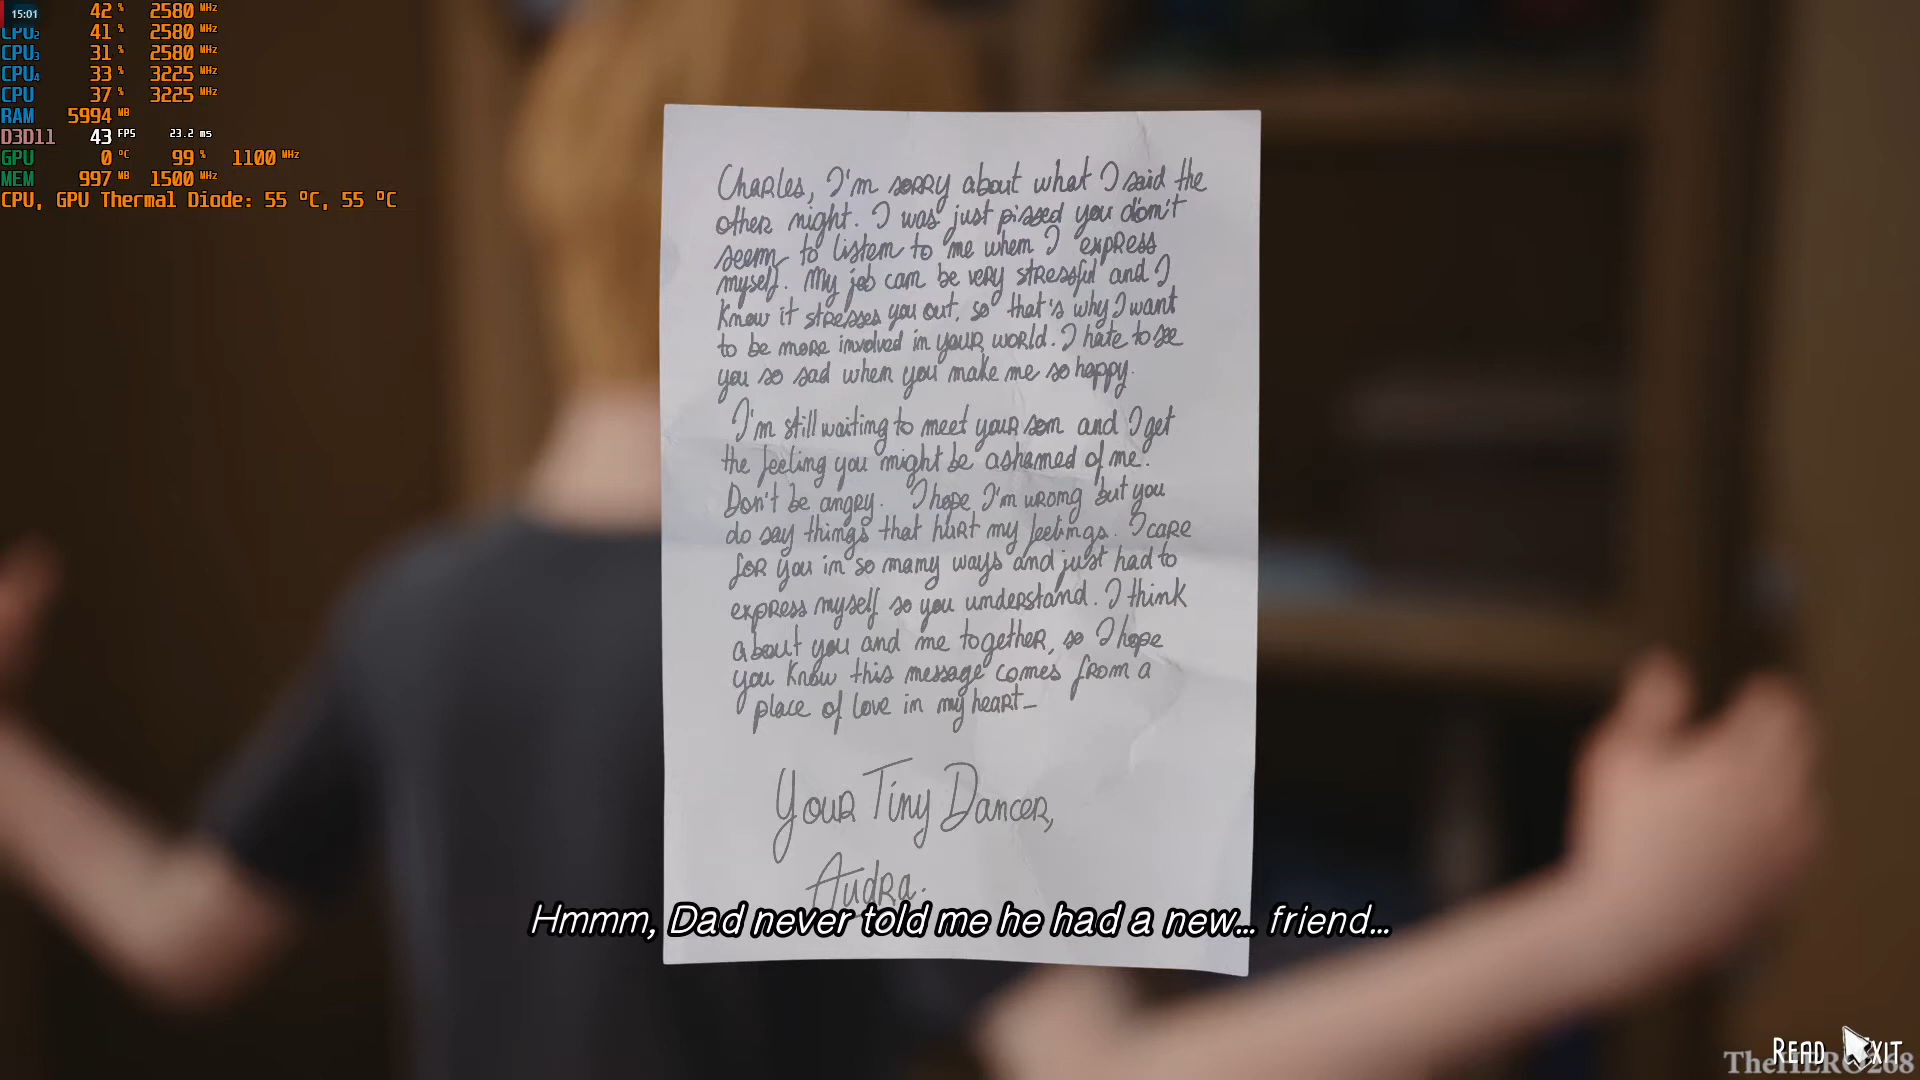 15:01
42 % 2580 MHz
CPU2 41 % 2580 MHz
CPU3 31 % 2580 MHz
CPU4 33 % 3225 MHz
CPU 37 % 3225 MHz
RAM 5994 MB
D3D11 43 FPS 23.2 ms
GPU 0 °C 99 % 1100 MHz
MEM 997 MB 1500 MHz
CPU, GPU Thermal Diode: 55 °C, 55 °C
Charles, I'm sorry about what I said the
other night. I was just pissed you don't
seem to listen to me when I express
myself. My job can be very stressful and I
know it stresses you out, so that's why I want
to be more involved in your world. I hate to see
you so sad when you make me so happy.
I'm still waiting to meet your son and I get
the feeling you might be ashamed of me.
Don't be angry. I hope I'm wrong but you
do say things that hurt my feelings. I care
for you in so many ways and just had to
express myself so you understand. I think
about you and me together, so I hope
you know this message comes from a
place of love in my heart–
Your Tiny Dancer,
Audra.
Hmmm, Dad never told me he had a new... friend...
READ
TheHERO268